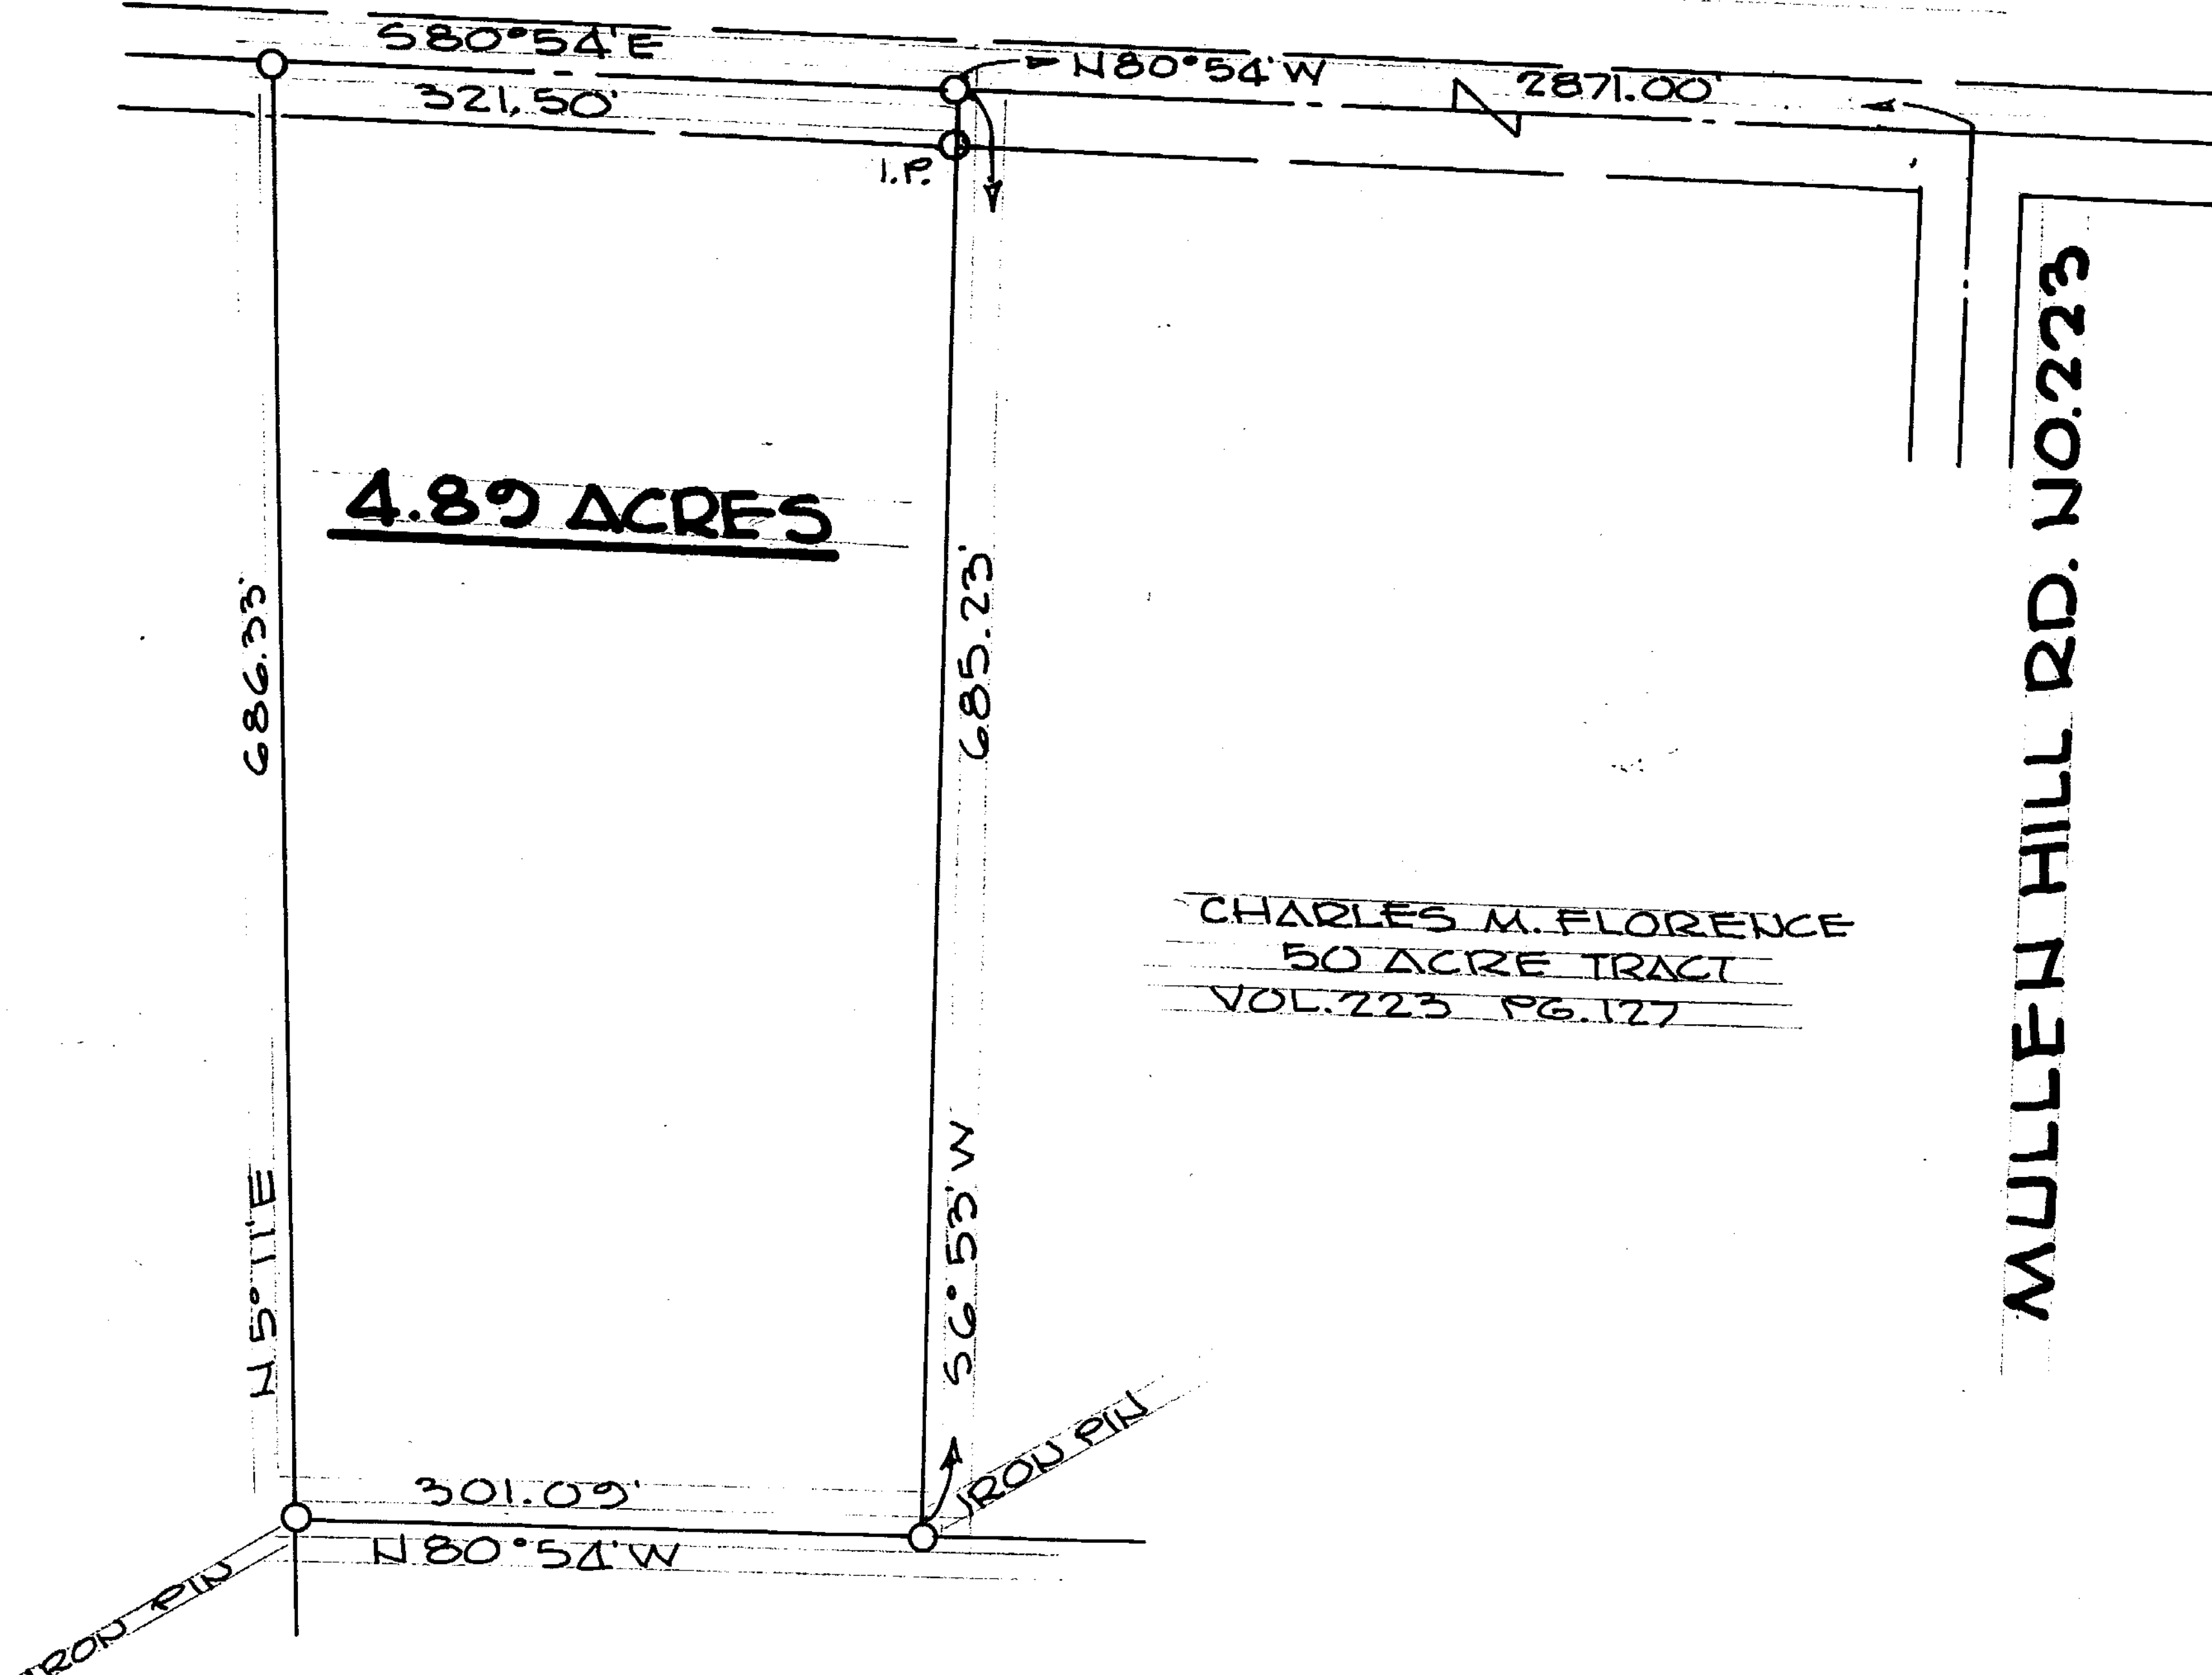 S80°54'E
N80°54'W
2871.00'
321.50'
I.P.
4.89 ACRES
686.33'
685.23'
MULLEN HILL RD. NO.223
CHARLES M. FLORENCE
50 ACRE TRACT
VOL.223 PG.127
N5°11'E
S6°53'W
IRON PIN
301.09'
N80°54'W
IRON PIN